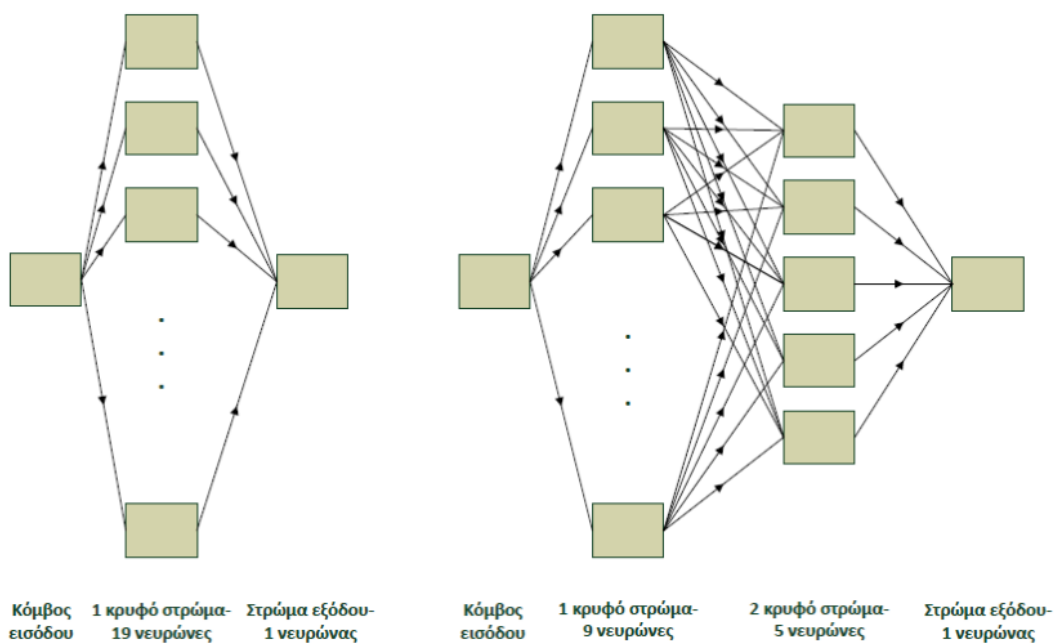 Κόμβος
εισόδου
1 κρυφό στρώμα-
19 νευρώνες
Στρώμα εξόδου-
1 νευρώνας
Κόμβος
εισόδου
1 κρυφό στρώμα-
9 νευρώνες
2 κρυφό στρώμα-
5 νευρώνες
Στρώμα εξόδου-
1 νευρώνας